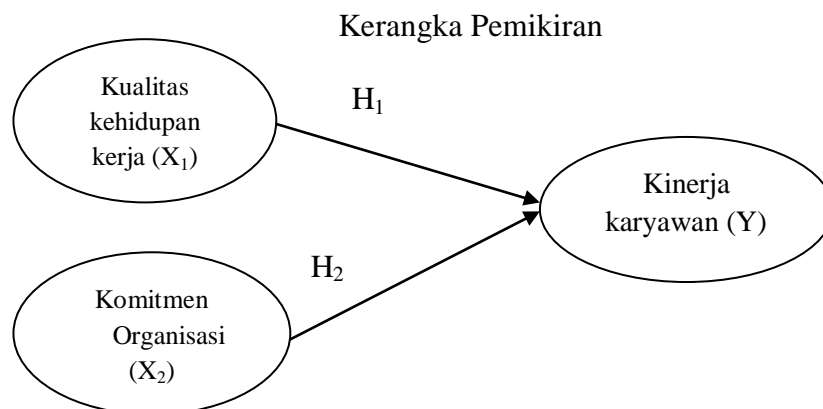 Kerangka Pemikiran
Kualitas
kehidupan
kerja (X₁)
H₁
Kinerja
karyawan (Y)
H₂
Komitmen
Organisasi
(X₂)